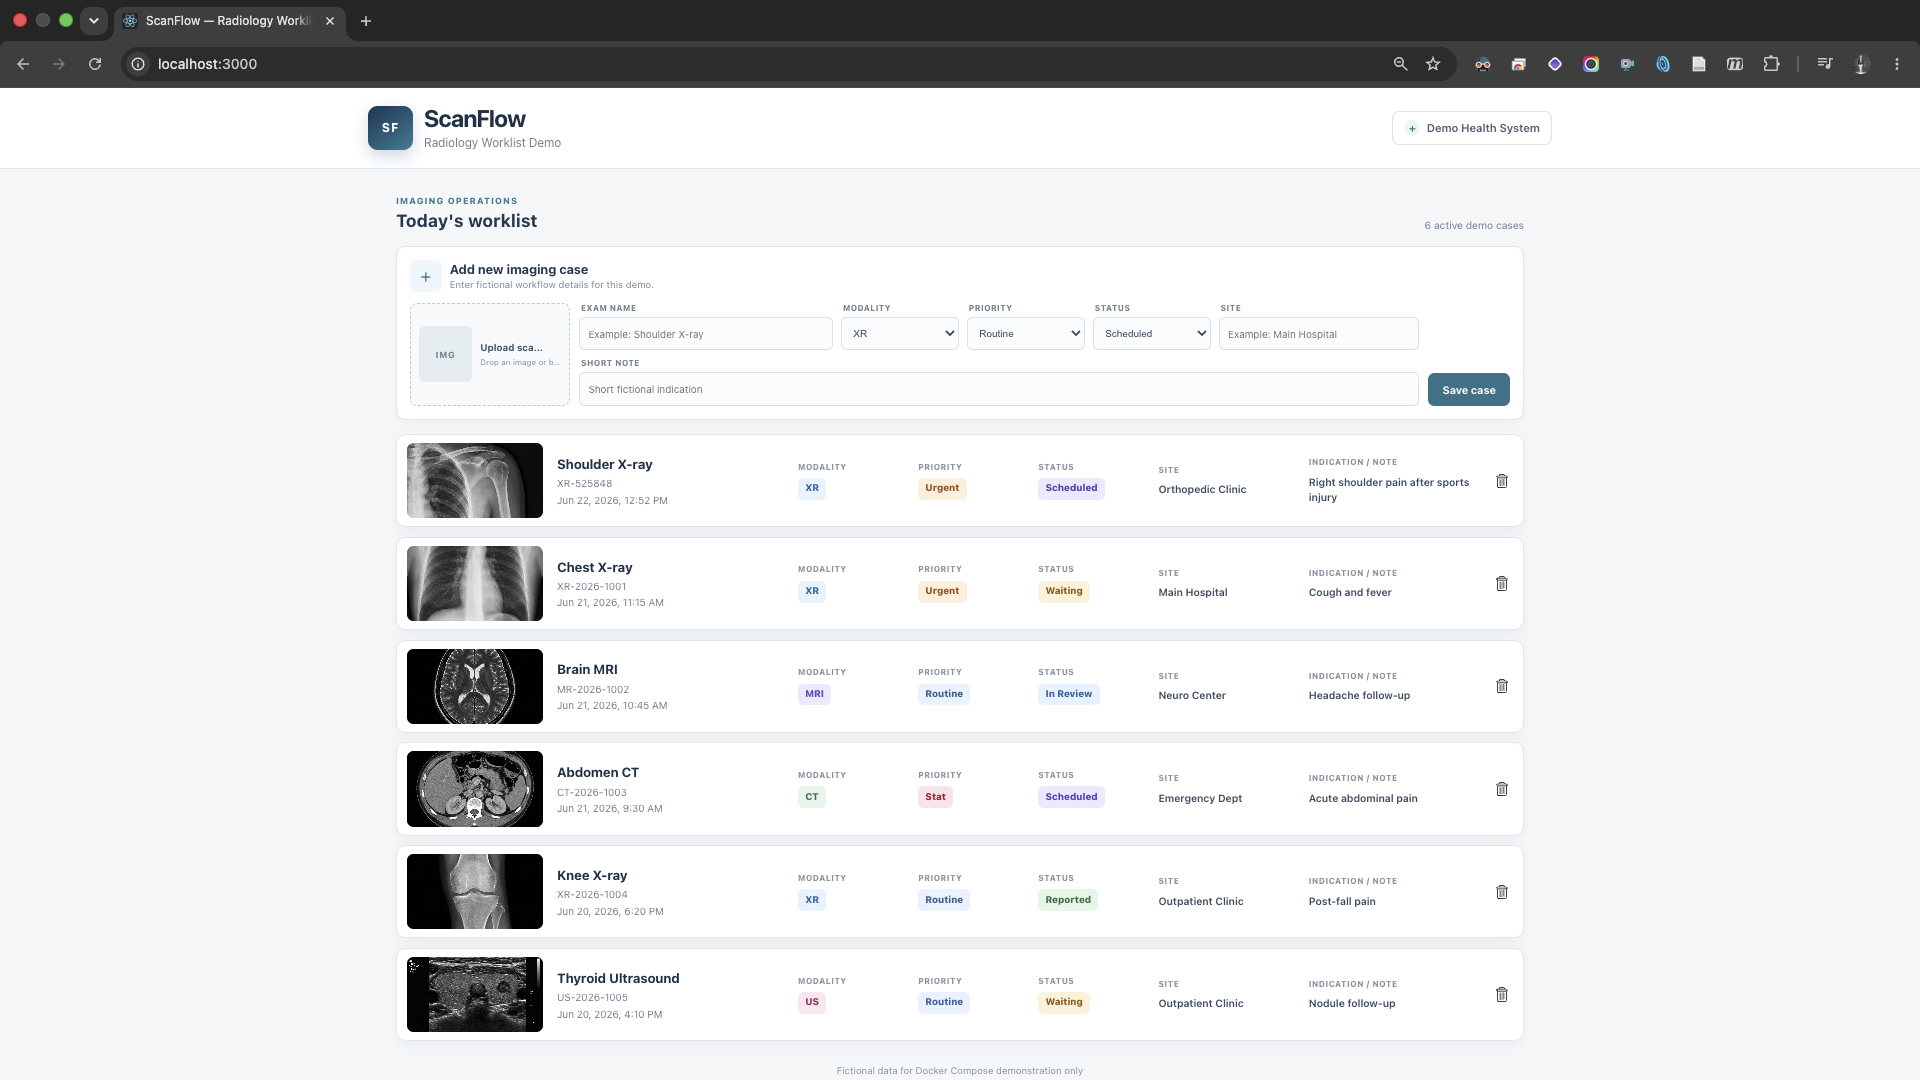 ScanFlow — Radiology Workli
localhost:3000
SF
ScanFlow
Radiology Worklist Demo
+ Demo Health System
IMAGING OPERATIONS
Today's worklist
6 active demo cases
+
Add new imaging case
Enter fictional workflow details for this demo.
IMG
Upload sca...
Drop an image or b...
EXAM NAME
MODALITY
PRIORITY
STATUS
SITE
Example: Shoulder X-ray
XR
Routine
Scheduled
Example: Main Hospital
SHORT NOTE
Short fictional indication
Save case
Shoulder X-ray
XR-525848
Jun 22, 2026, 12:52 PM
MODALITY
XR
PRIORITY
Urgent
STATUS
Scheduled
SITE
Orthopedic Clinic
INDICATION / NOTE
Right shoulder pain after sports
injury
Chest X-ray
XR-2026-1001
Jun 21, 2026, 11:15 AM
MODALITY
XR
PRIORITY
Urgent
STATUS
Waiting
SITE
Main Hospital
INDICATION / NOTE
Cough and fever
Brain MRI
MR-2026-1002
Jun 21, 2026, 10:45 AM
MODALITY
MRI
PRIORITY
Routine
STATUS
In Review
SITE
Neuro Center
INDICATION / NOTE
Headache follow-up
Abdomen CT
CT-2026-1003
Jun 21, 2026, 9:30 AM
MODALITY
CT
PRIORITY
Stat
STATUS
Scheduled
SITE
Emergency Dept
INDICATION / NOTE
Acute abdominal pain
Knee X-ray
XR-2026-1004
Jun 20, 2026, 6:20 PM
MODALITY
XR
PRIORITY
Routine
STATUS
Reported
SITE
Outpatient Clinic
INDICATION / NOTE
Post-fall pain
Thyroid Ultrasound
US-2026-1005
Jun 20, 2026, 4:10 PM
MODALITY
US
PRIORITY
Routine
STATUS
Waiting
SITE
Outpatient Clinic
INDICATION / NOTE
Nodule follow-up
Fictional data for Docker Compose demonstration only